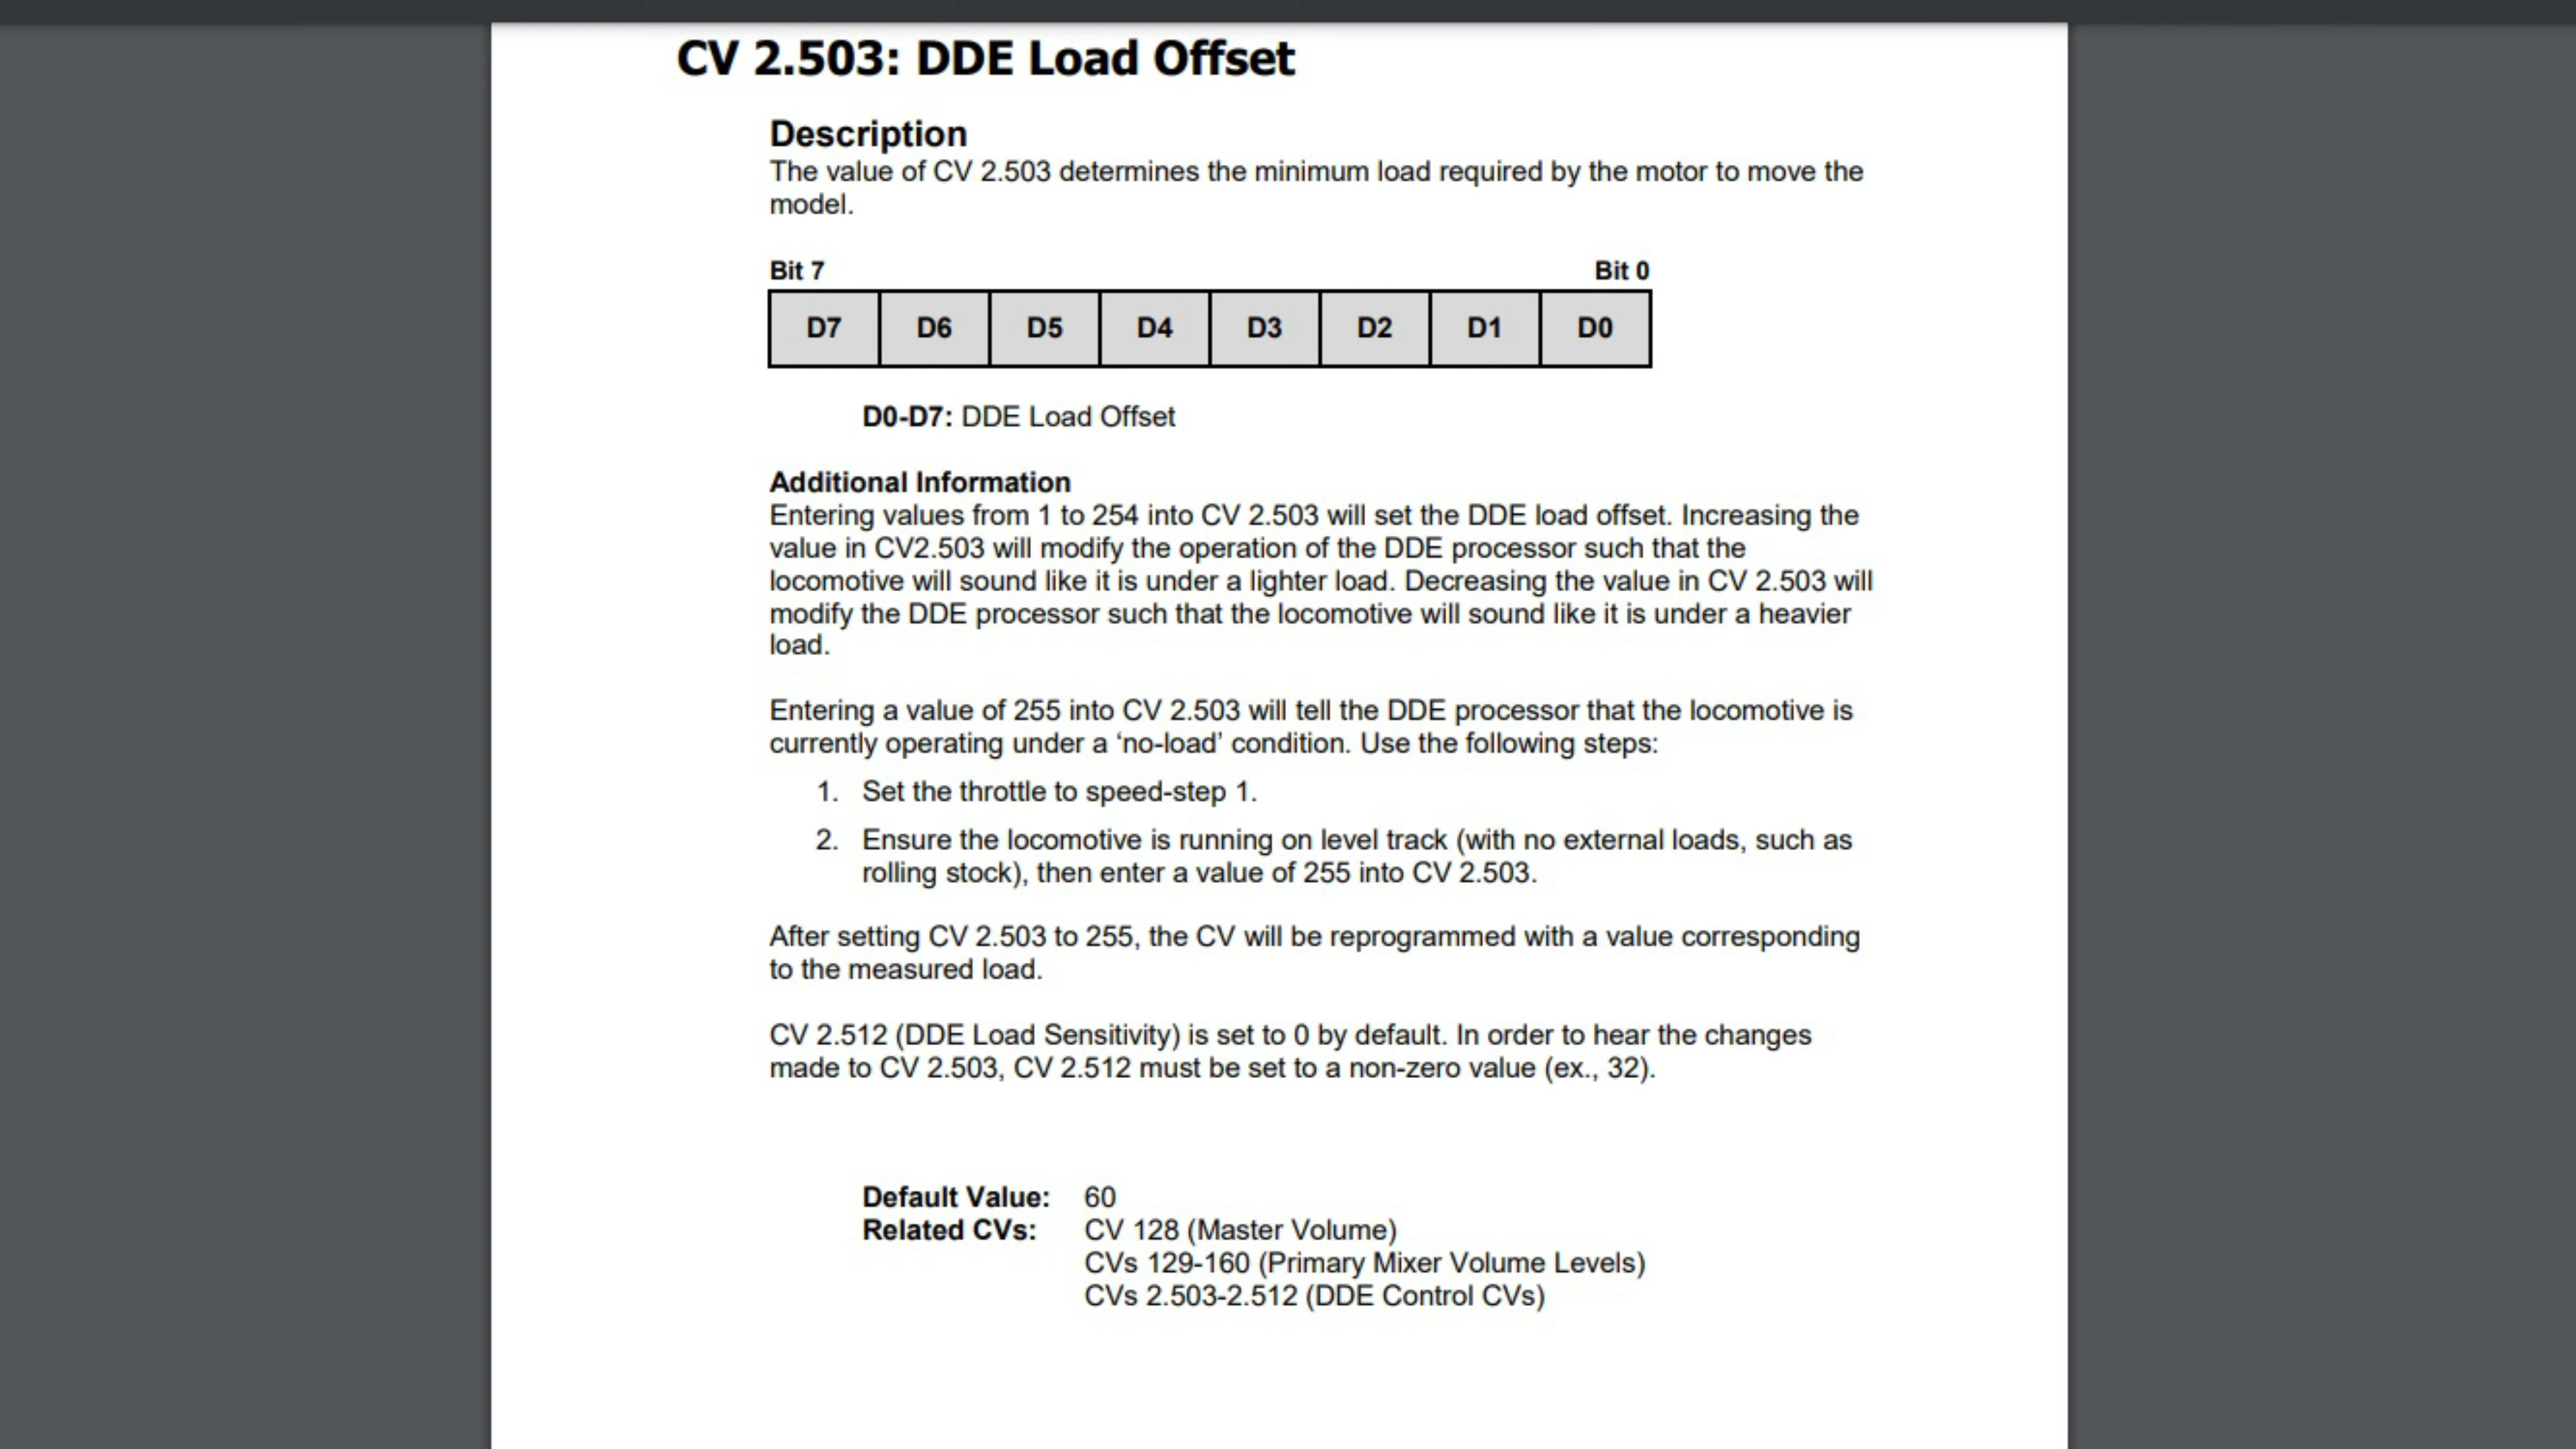 CV 2.503: DDE Load Offset
Description
The value of CV 2.503 determines the minimum load required by the motor to move the
model.
Bit 7 Bit 0
D7 D6 D5 D4 D3 D2 D1 D0
D0-D7: DDE Load Offset
Additional Information
Entering values from 1 to 254 into CV 2.503 will set the DDE load offset. Increasing the
value in CV2.503 will modify the operation of the DDE processor such that the
locomotive will sound like it is under a lighter load. Decreasing the value in CV 2.503 will
modify the DDE processor such that the locomotive will sound like it is under a heavier
load.
Entering a value of 255 into CV 2.503 will tell the DDE processor that the locomotive is
currently operating under a ‘no-load’ condition. Use the following steps:
1. Set the throttle to speed-step 1.
2. Ensure the locomotive is running on level track (with no external loads, such as
rolling stock), then enter a value of 255 into CV 2.503.
After setting CV 2.503 to 255, the CV will be reprogrammed with a value corresponding
to the measured load.
CV 2.512 (DDE Load Sensitivity) is set to 0 by default. In order to hear the changes
made to CV 2.503, CV 2.512 must be set to a non-zero value (ex., 32).
Default Value: 60
Related CVs: CV 128 (Master Volume)
CVs 129-160 (Primary Mixer Volume Levels)
CVs 2.503-2.512 (DDE Control CVs)